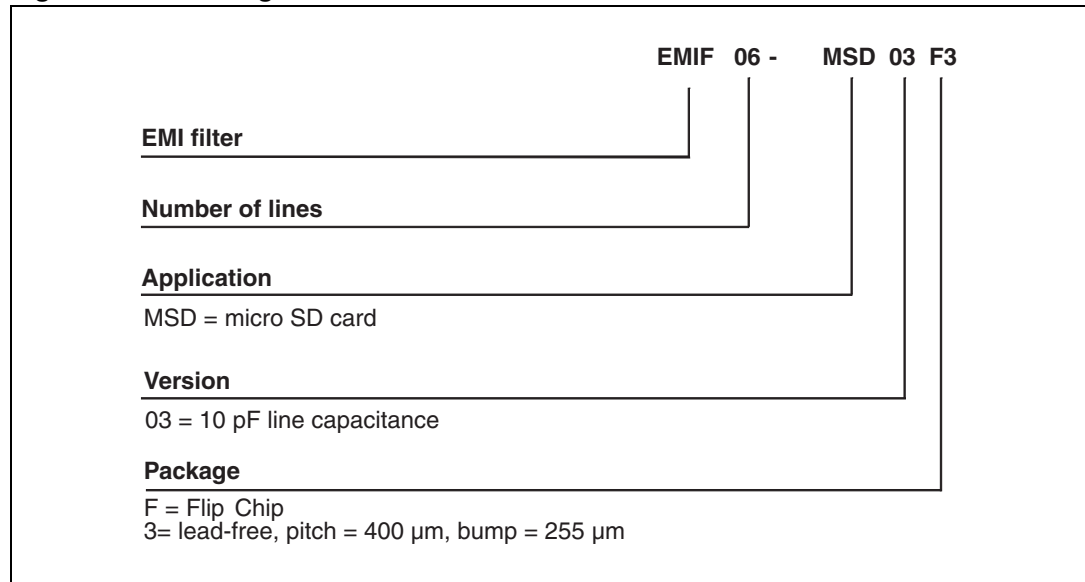 EMIF 06 - MSD 03 F3
EMI filter
Number of lines
Application
MSD = micro SD card
Version
03 = 10 pF line capacitance
Package
F = Flip Chip
3= lead-free, pitch = 400 µm, bump = 255 µm